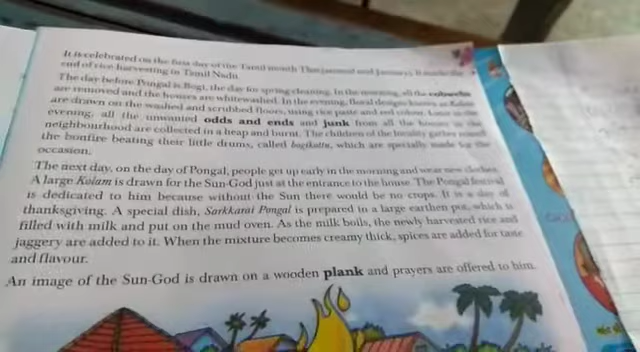 It is celebrated on the first day of the Tamil month Thai (around mid January). It marks the
end of rice harvesting in Tamil Nadu.
The day before Pongal is Bogi, the day for spring cleaning. In the morning, all the cobwebs
are removed and the houses are whitewashed. In the evening, floral designs known as Kolam
are drawn on the washed and scrubbed floors, using rice paste and red colour. Later in the
evening, all the unwanted odds and ends and junk from all the houses in the
neighbourhood are collected in a heap and burnt. The children of the locality gather round
the bonfire beating their little drums, called bogikottu, which are specially made for the
occasion.
The next day, on the day of Pongal, people get up early in the morning and wear new clothes.
A large Kolam is drawn for the Sun-God just at the entrance to the house. The Pongal festival
is dedicated to him because without the Sun there would be no crops. It is a day of
thanksgiving. A special dish, Sarkkarai Pongal is prepared in a large earthen pot, which is
filled with milk and put on the mud oven. As the milk boils, the newly harvested rice and
jaggery are added to it. When the mixture becomes creamy thick, spices are added for taste
and flavour.
An image of the Sun-God is drawn on a wooden plank and prayers are offered to him.